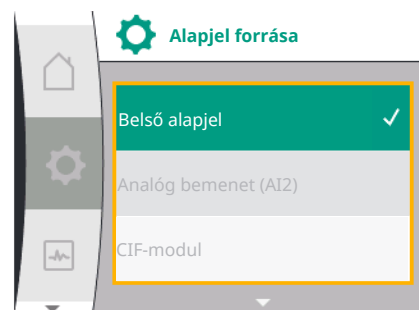 Alapjel forrása
Belső alapjel
Analóg bemenet (AI2)
CIF-modul